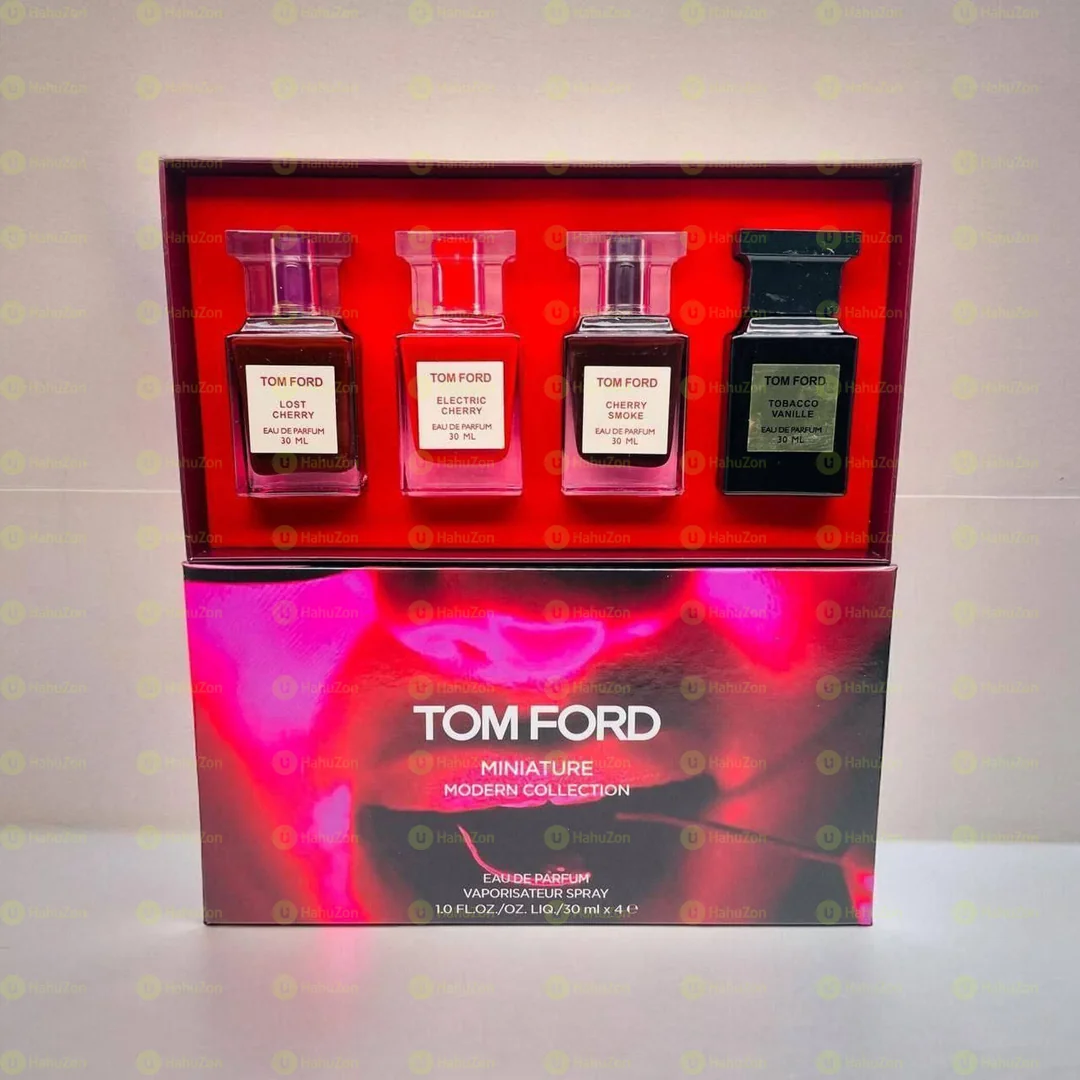 TOM FORD
LOST
CHERRY
EAU DE PARFUM
30 ML
TOM FORD
ELECTRIC
CHERRY
EAU DE PARFUM
30 ML
TOM FORD
CHERRY
SMOKE
EAU DE PARFUM
30 ML
TOM FORD
TOBACCO
VANILLE
EAU DE PARFUM
30 ML
TOM FORD
MINIATURE
MODERN COLLECTION
EAU DE PARFUM
VAPORISATEUR SPRAY
1.0 FL.OZ./OZ. LIQ./30 ml x 4 ℮
HahuZon